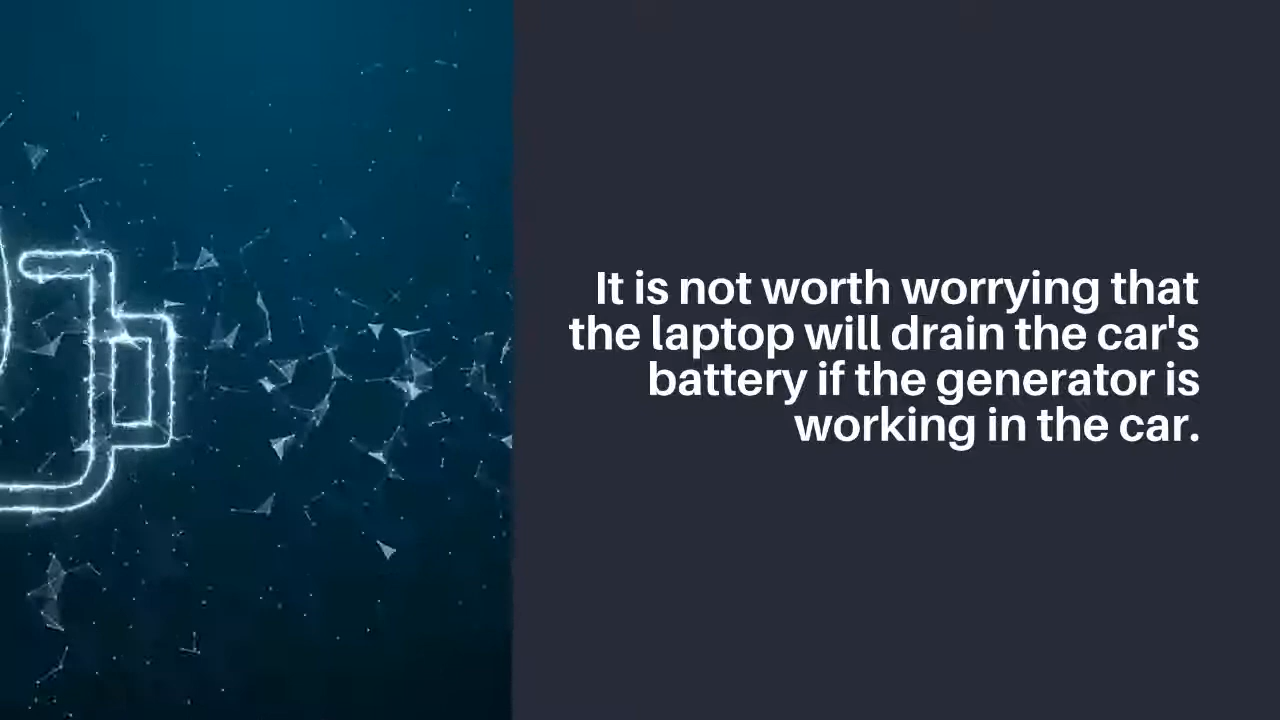 It is not worth worrying that
the laptop will drain the car's
battery if the generator is
working in the car.